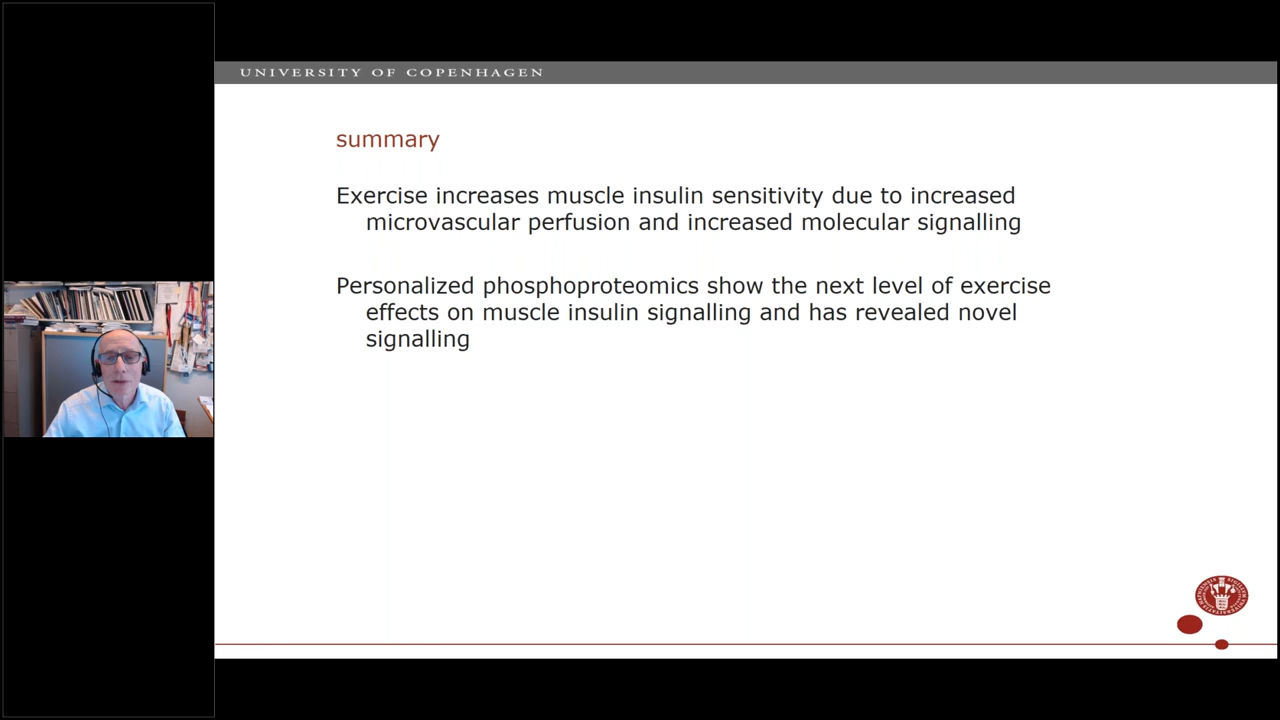 UNIVERSITY OF COPENHAGEN
summary
Exercise increases muscle insulin sensitivity due to increased
microvascular perfusion and increased molecular signalling
Personalized phosphoproteomics show the next level of exercise
effects on muscle insulin signalling and has revealed novel
signalling